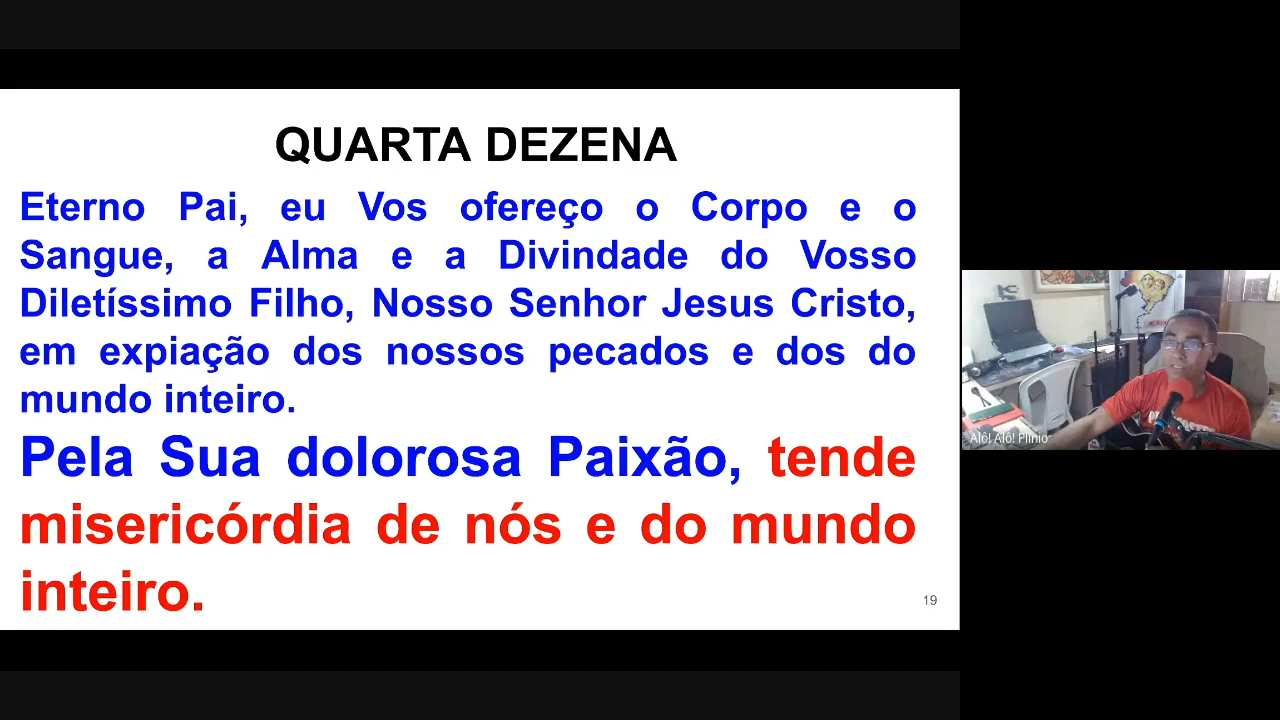 QUARTA DEZENA
Eterno Pai, eu Vos ofereço o Corpo e o
Sangue, a Alma e a Divindade do Vosso
Diletíssimo Filho, Nosso Senhor Jesus Cristo,
em expiação dos nossos pecados e dos do
mundo inteiro.
Pela Sua dolorosa Paixão, tende
misericórdia de nós e do mundo
inteiro.
19
Alô! Alô! Plinio